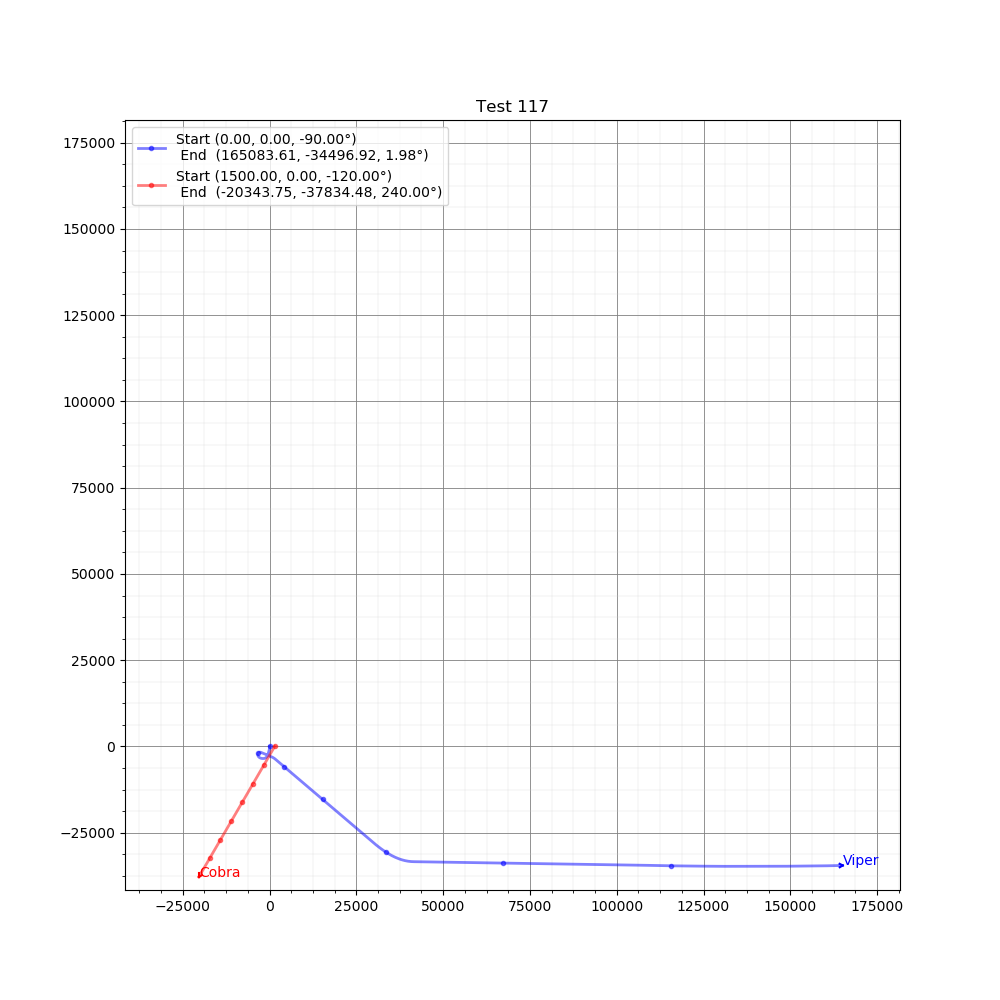 Test 117
Start (0.00, 0.00, -90.00°)
End (165083.61, -34496.92, 1.98°)
Start (1500.00, 0.00, -120.00°)
End (-20343.75, -37834.48, 240.00°)
175000
150000
125000
100000
75000
50000
25000
0
−25000
Viper
Cobra
−25000 0 25000 50000 75000 100000 125000 150000 175000